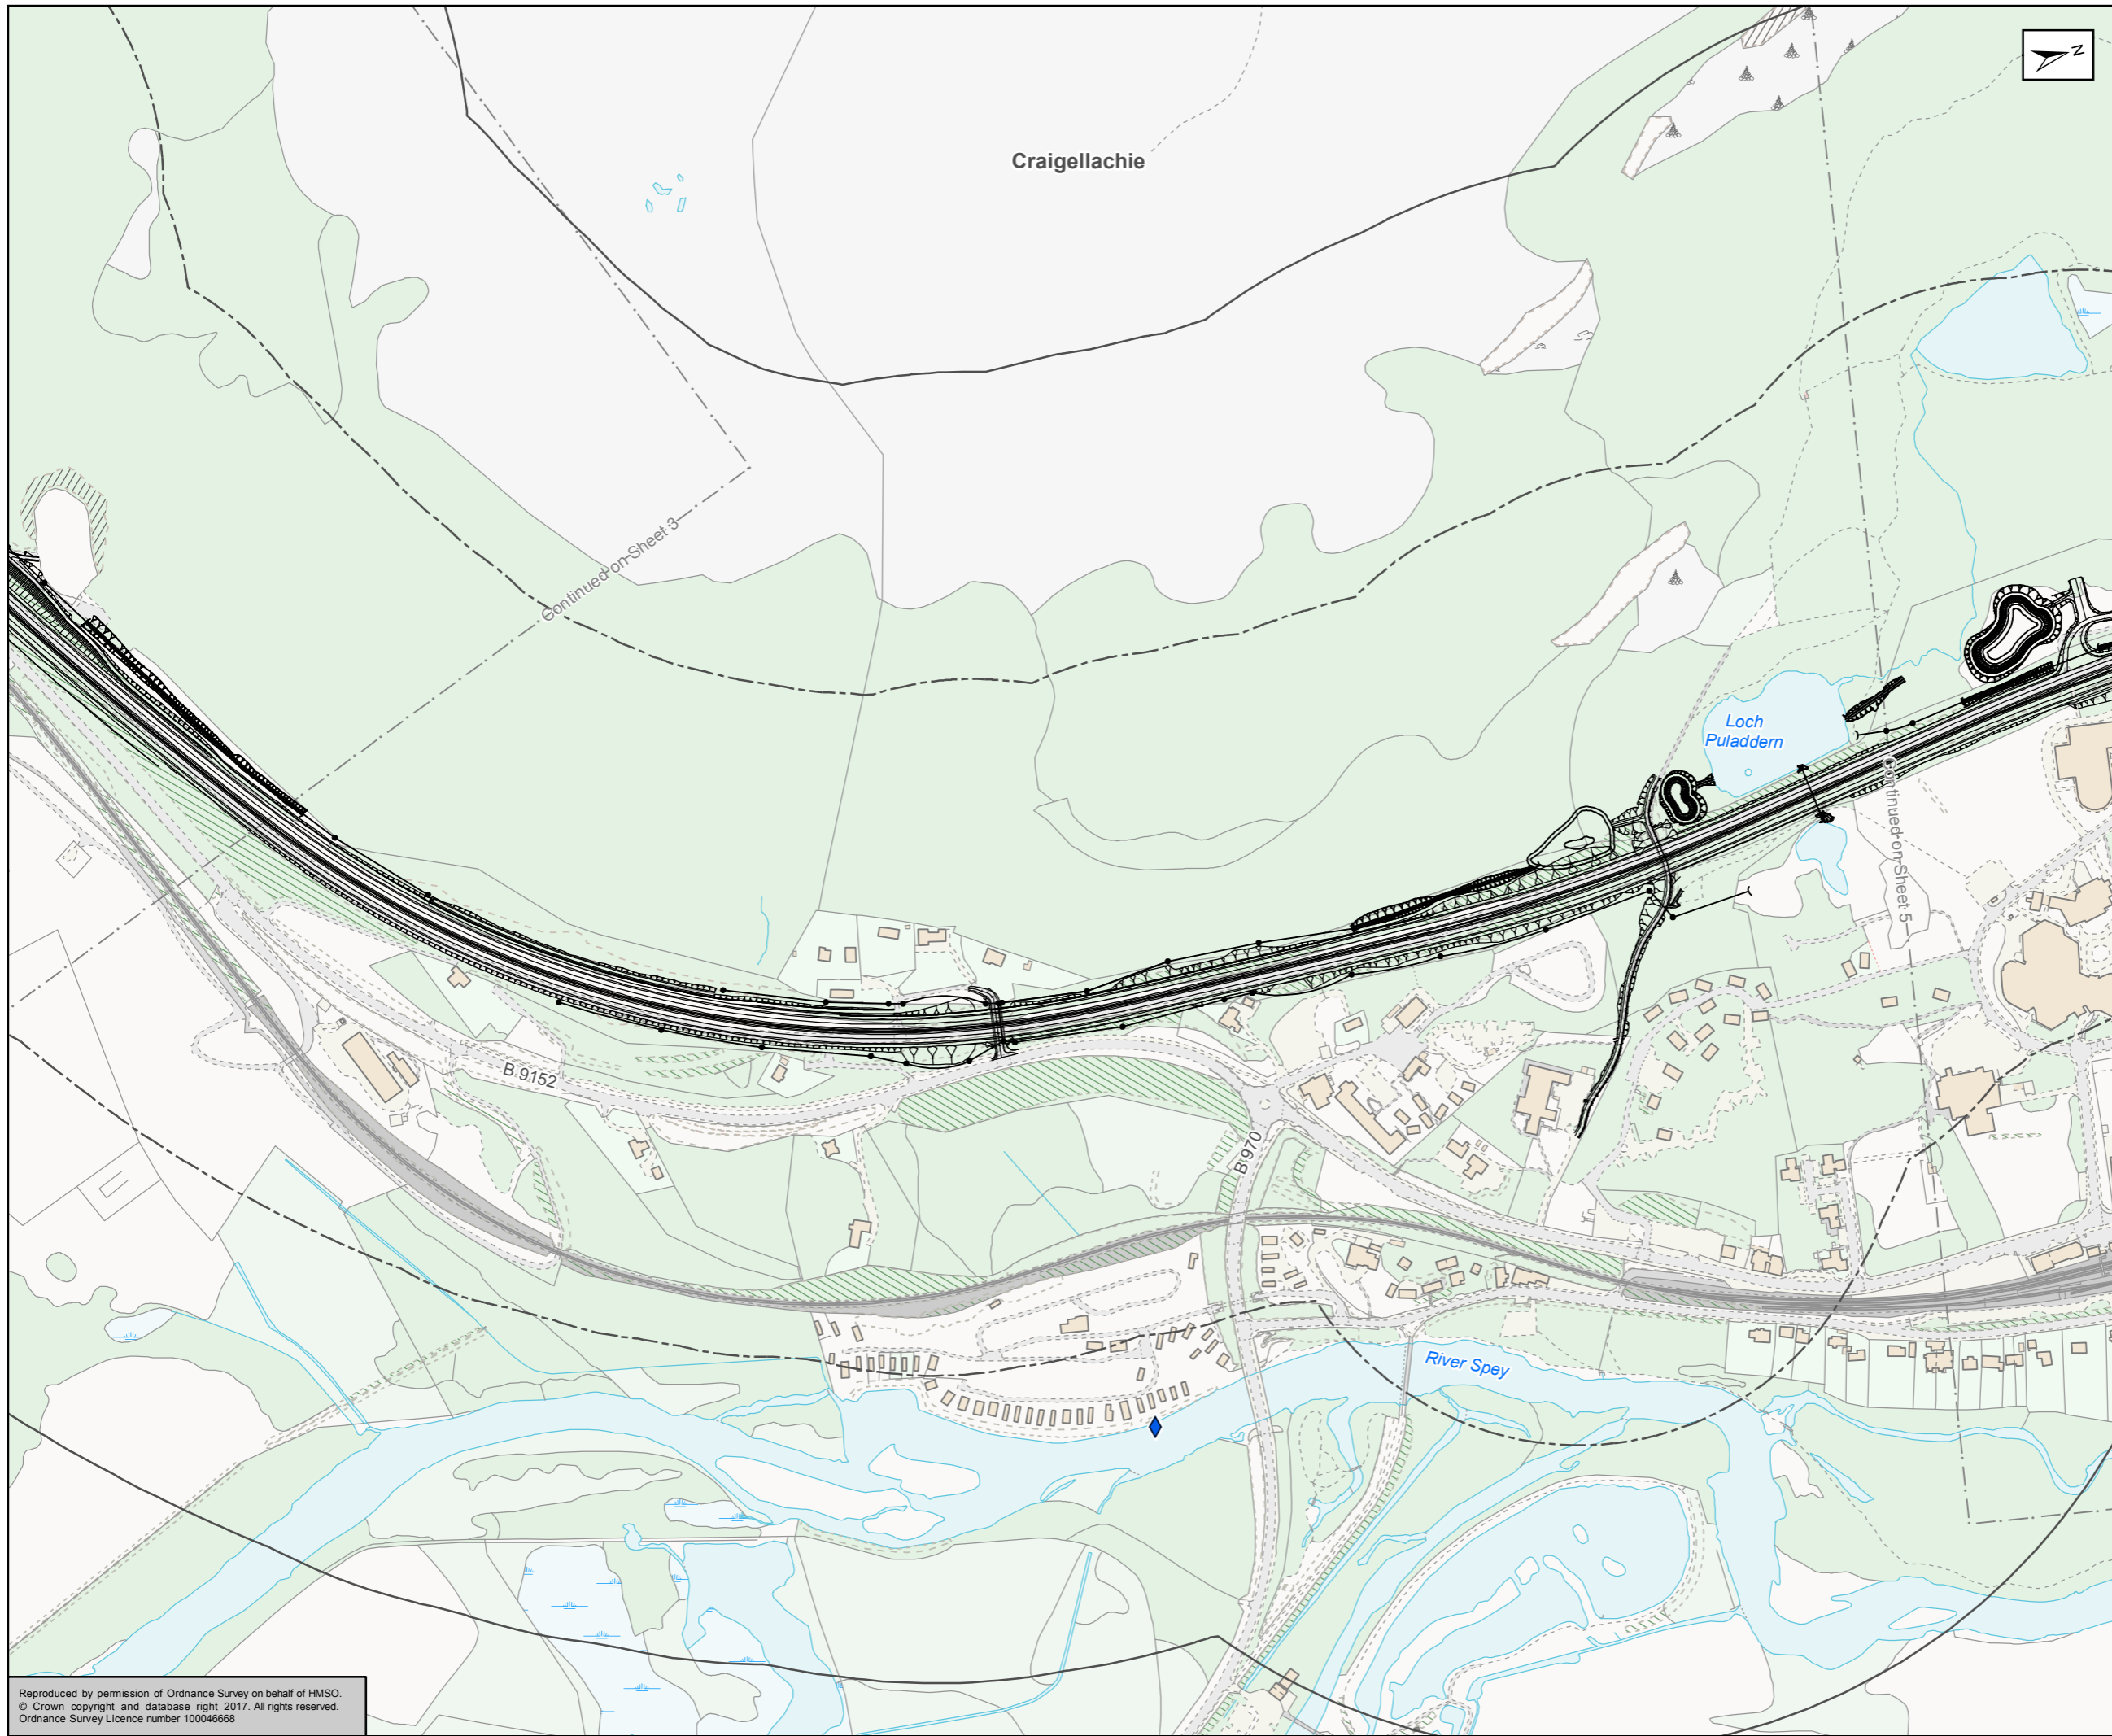 N
Craigellachie
Continued on Sheet 3
Loch
Puladdern
Continued on Sheet 5
B 9152
B 970
River Spey
Reproduced by permission of Ordnance Survey on behalf of HMSO.
© Crown copyright and database right 2017. All rights reserved.
Ordnance Survey Licence number 100046668